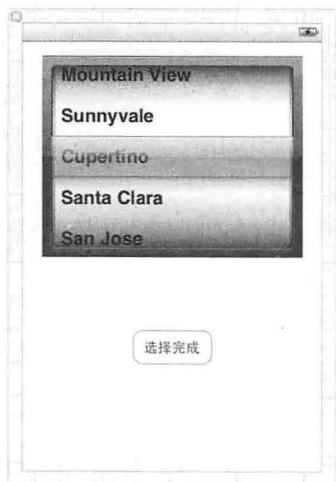 Mountain View
Sunnyvale
Cupertino
Santa Clara
San Jose
选择完成